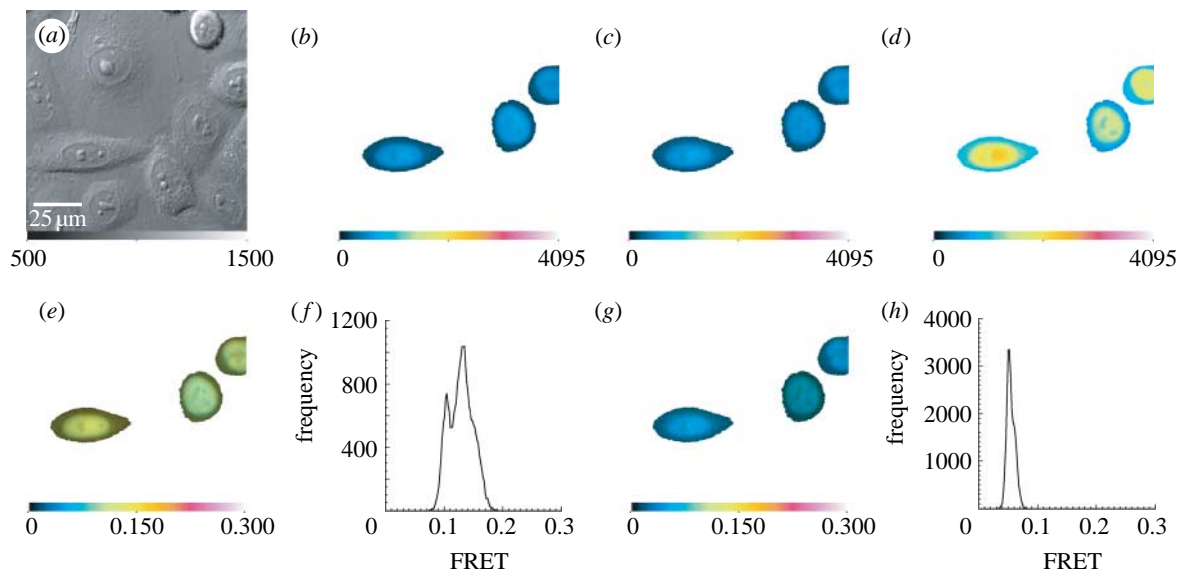 (a)
25 µm
500 1500
(b)
0 4095
(c)
0 4095
(d)
0 4095
(e)
0 0.150 0.300
(f)
1200
800
400
frequency
0 0.1 0.2 0.3
FRET
(g)
0 0.150 0.300
(h)
4000
3000
2000
1000
frequency
0 0.1 0.2 0.3
FRET